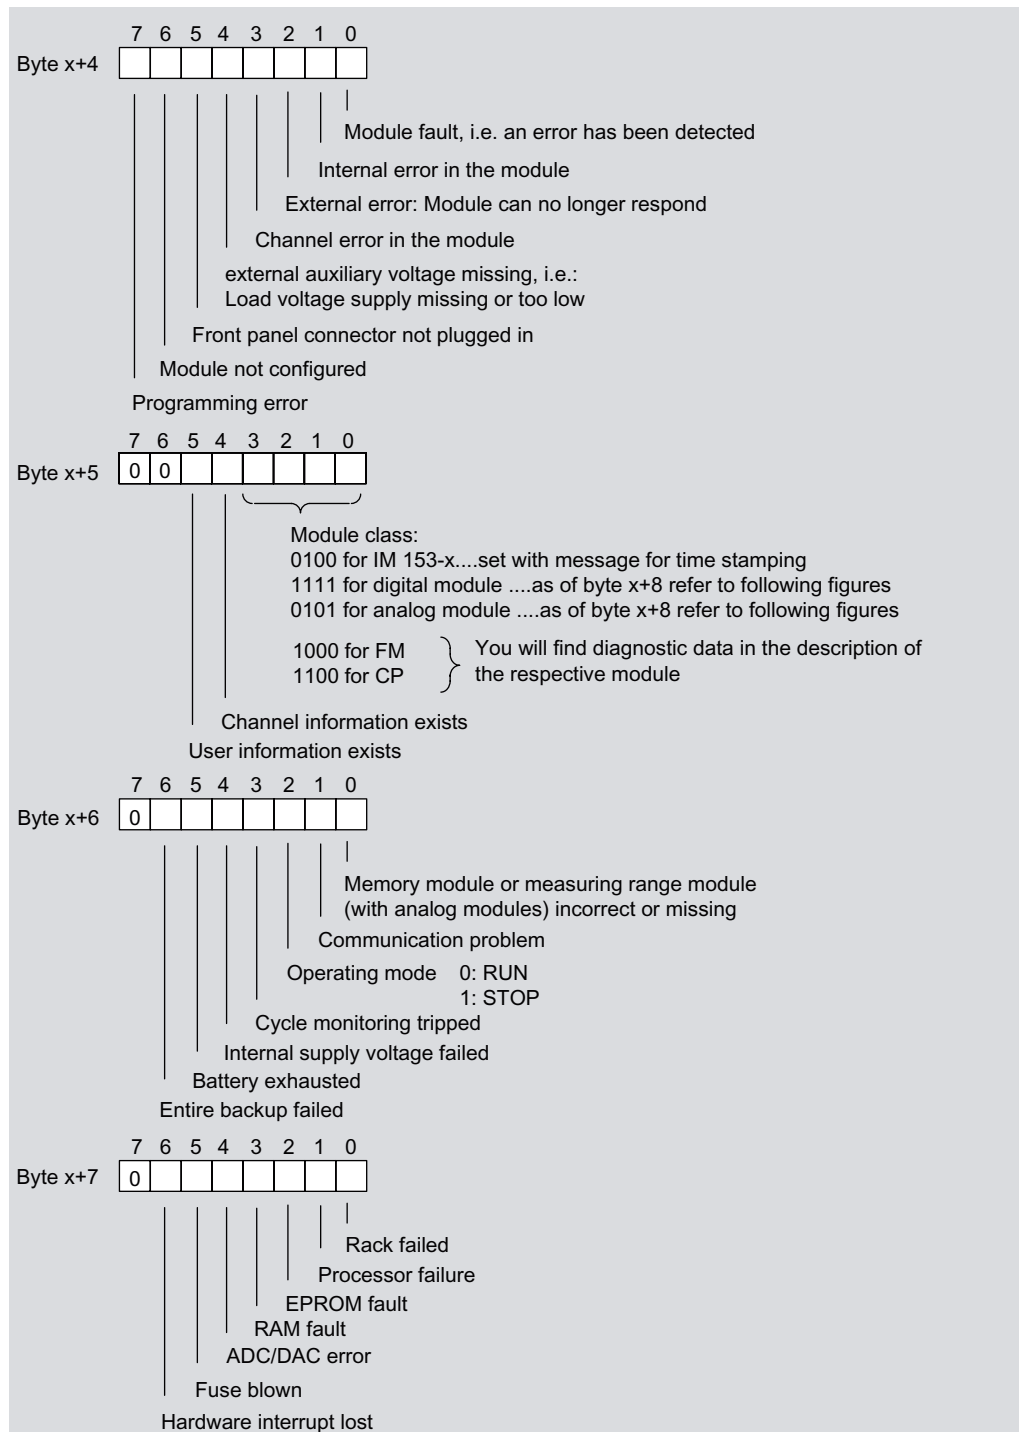 7 6 5 4 3 2 1 0
Byte x+4
Module fault, i.e. an error has been detected
Internal error in the module
External error: Module can no longer respond
Channel error in the module
external auxiliary voltage missing, i.e.:
Load voltage supply missing or too low
Front panel connector not plugged in
Module not configured
Programming error
7 6 5 4 3 2 1 0
Byte x+5 0 0
Module class:
0100 for IM 153-x....set with message for time stamping
1111 for digital module ....as of byte x+8 refer to following figures
0101 for analog module ....as of byte x+8 refer to following figures
1000 for FM You will find diagnostic data in the description of
1100 for CP the respective module
Channel information exists
User information exists
7 6 5 4 3 2 1 0
Byte x+6 0
Memory module or measuring range module
(with analog modules) incorrect or missing
Communication problem
Operating mode 0: RUN
1: STOP
Cycle monitoring tripped
Internal supply voltage failed
Battery exhausted
Entire backup failed
7 6 5 4 3 2 1 0
Byte x+7 0
Rack failed
Processor failure
EPROM fault
RAM fault
ADC/DAC error
Fuse blown
Hardware interrupt lost